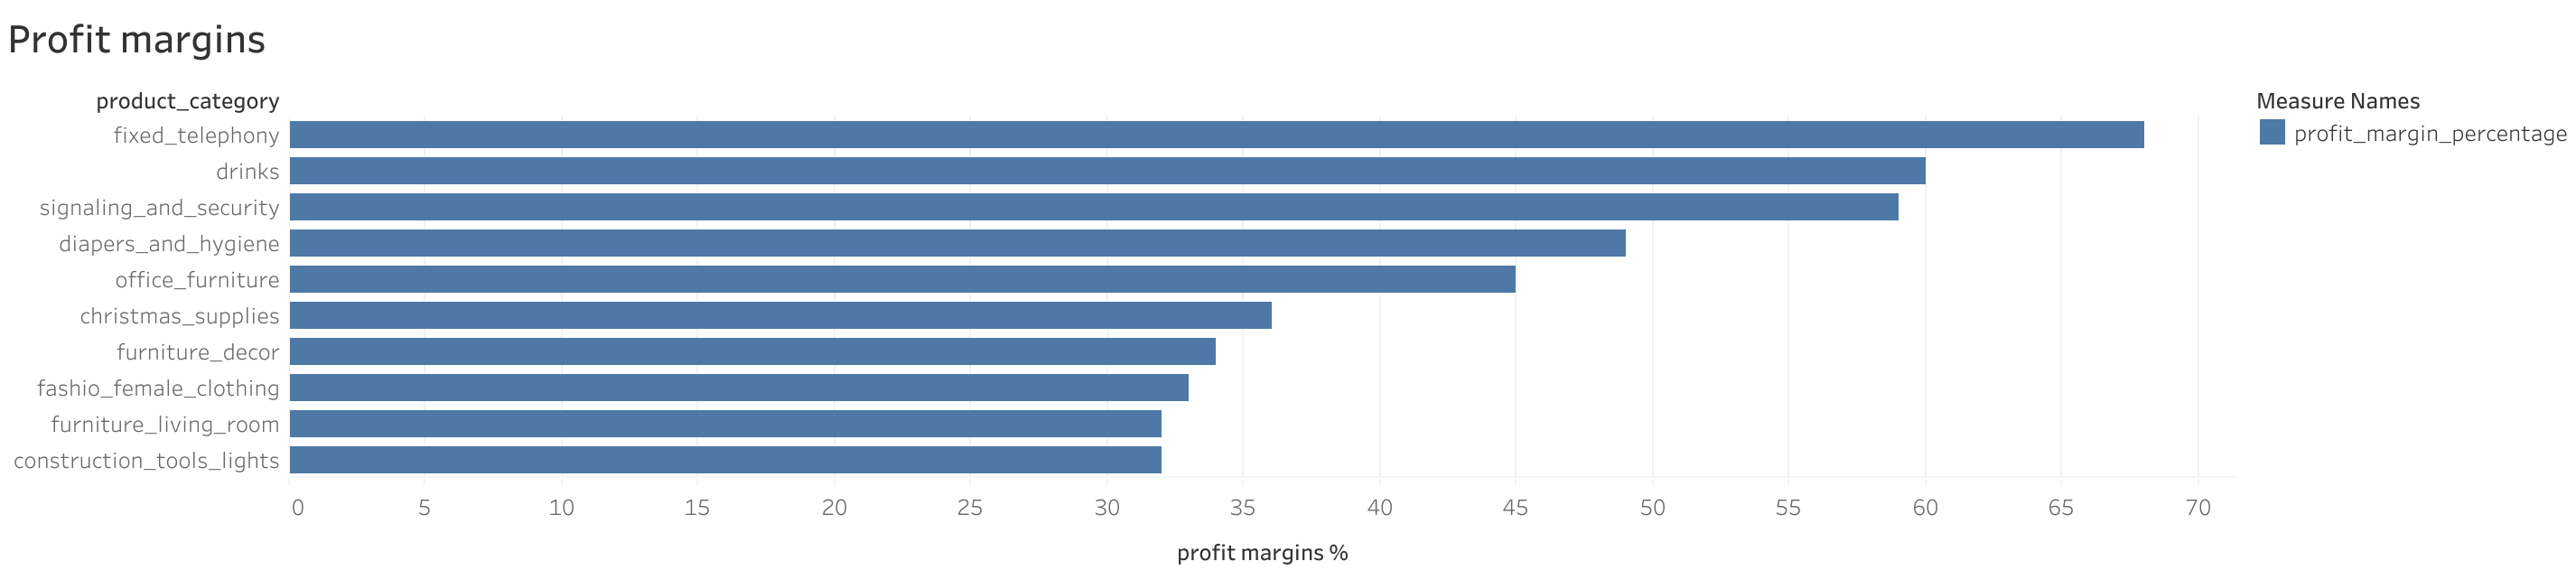 Profit margins
product_category
Measure Names
fixed_telephony
profit_margin_percentage
drinks
signaling_and_security
diapers_and_hygiene
office_furniture
christmas_supplies
furniture_decor
fashio_female_clothing
furniture_living_room
construction_tools_lights
0 5 10 15 20 25 30 35 40 45 50 55 60 65 70
profit margins %